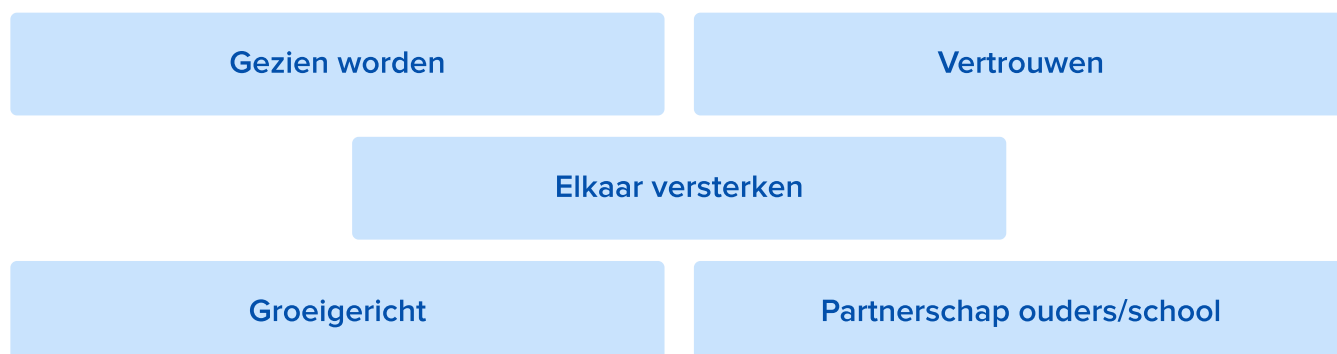 Gezien worden
Vertrouwen
Elkaar versterken
Groeigericht
Partnerschap ouders/school